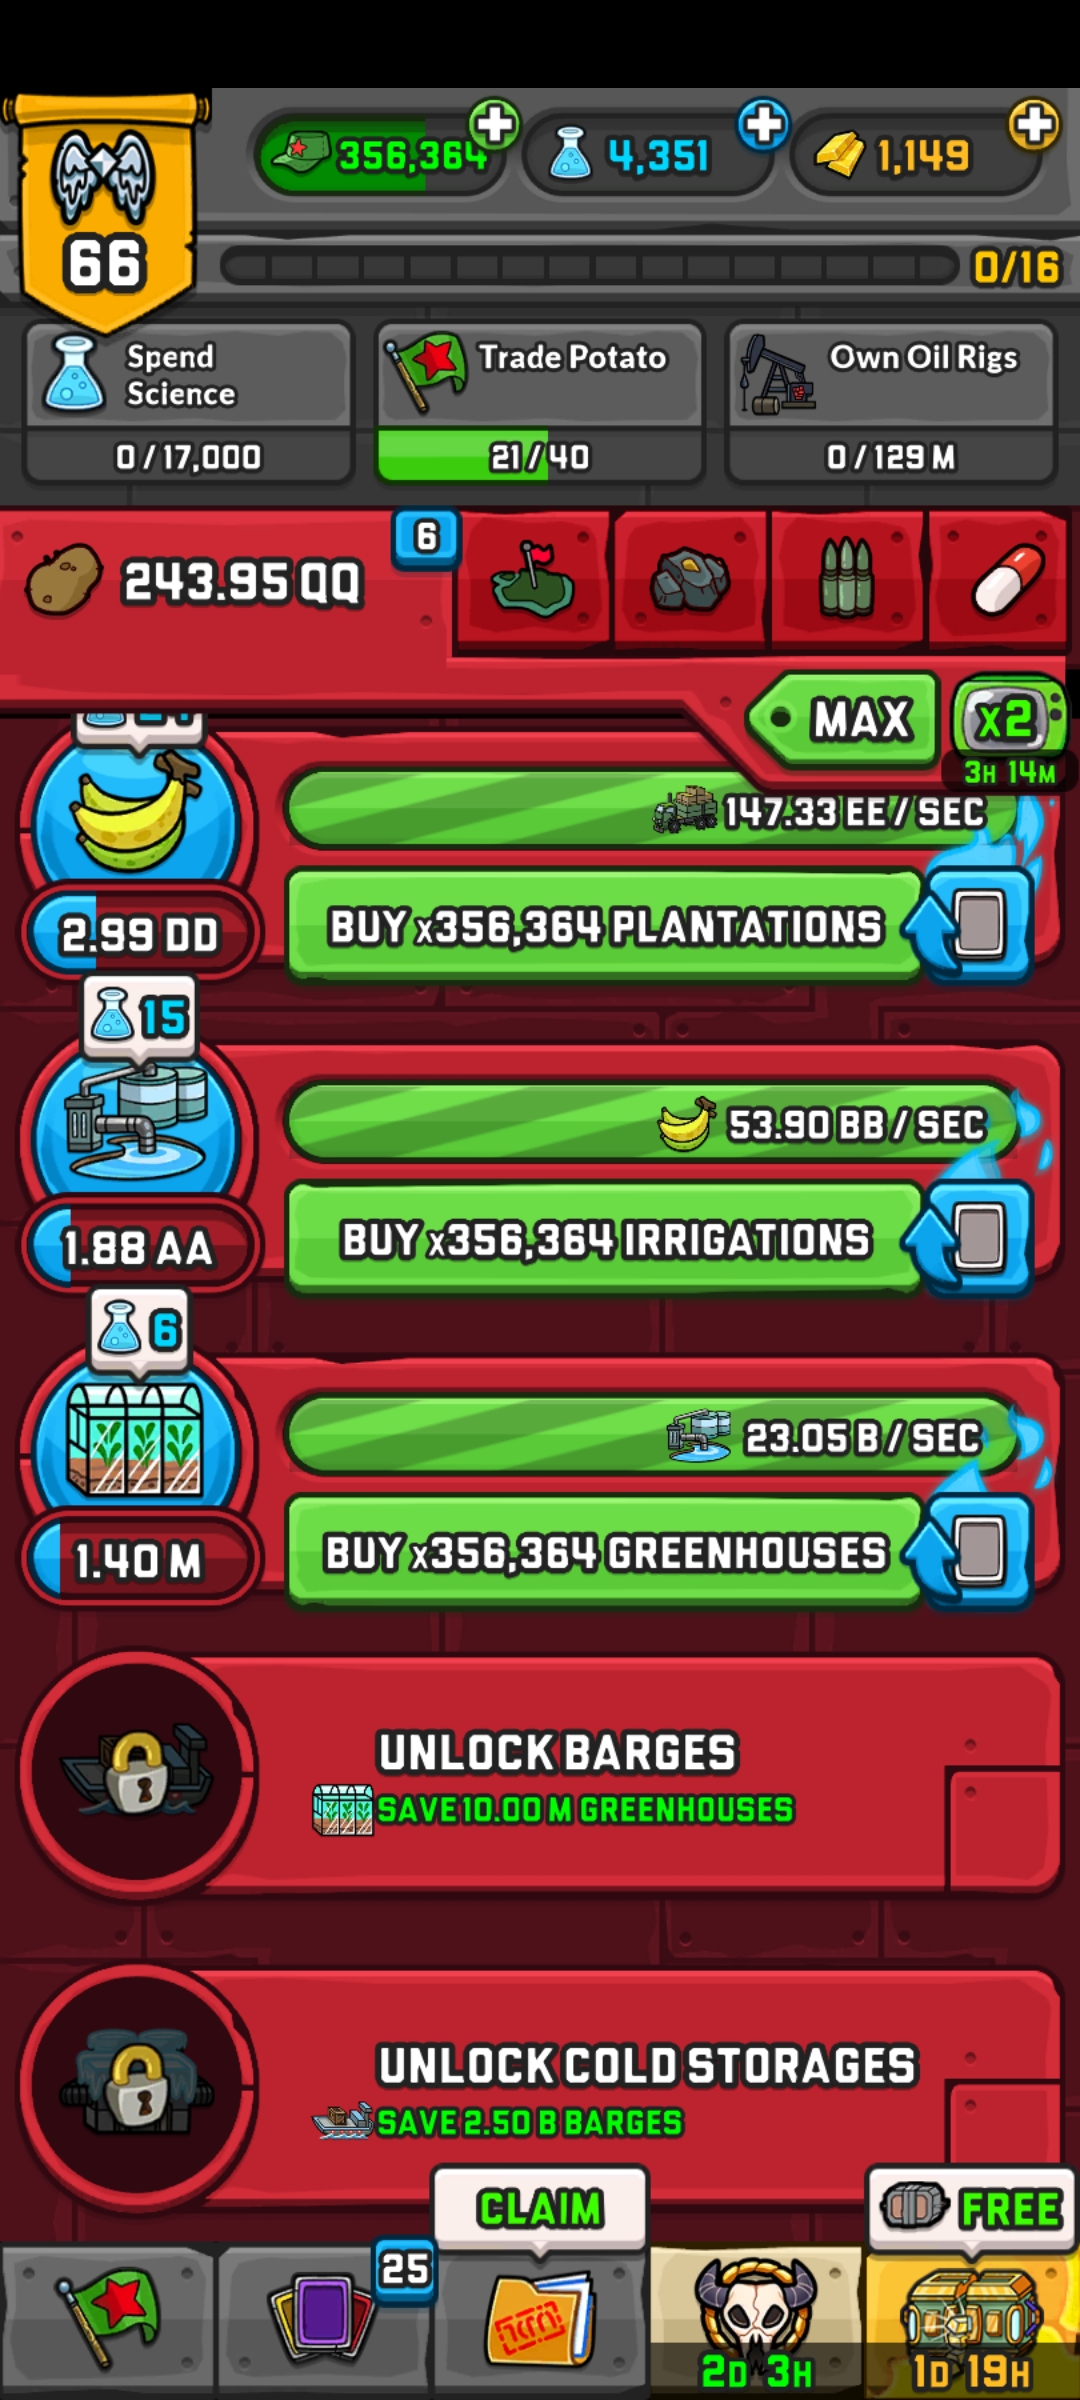 356,364
4,351
1,149
66
0/16
Spend
Science
0 / 17,000
Trade Potato
21 / 40
Own Oil Rigs
0 / 129 M
243.95 QQ
6
MAX
x2
3H 14M
147.33 EE / SEC
2.99 DD
BUY x356,364 PLANTATIONS
15
53.90 BB / SEC
1.88 AA
BUY x356,364 IRRIGATIONS
6
23.05 B / SEC
1.40 M
BUY x356,364 GREENHOUSES
UNLOCK BARGES
SAVE 10.00 M GREENHOUSES
UNLOCK COLD STORAGES
SAVE 2.50 B BARGES
CLAIM
FREE
25
2D 3H
1D 19H